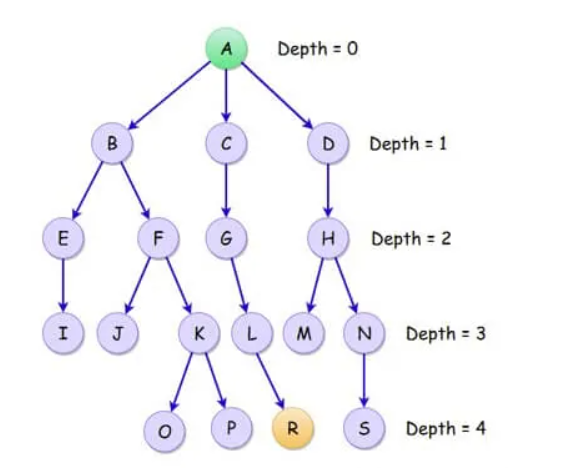 A Depth = 0
B C D Depth = 1
E F G H Depth = 2
I J K L M N Depth = 3
O P R S Depth = 4